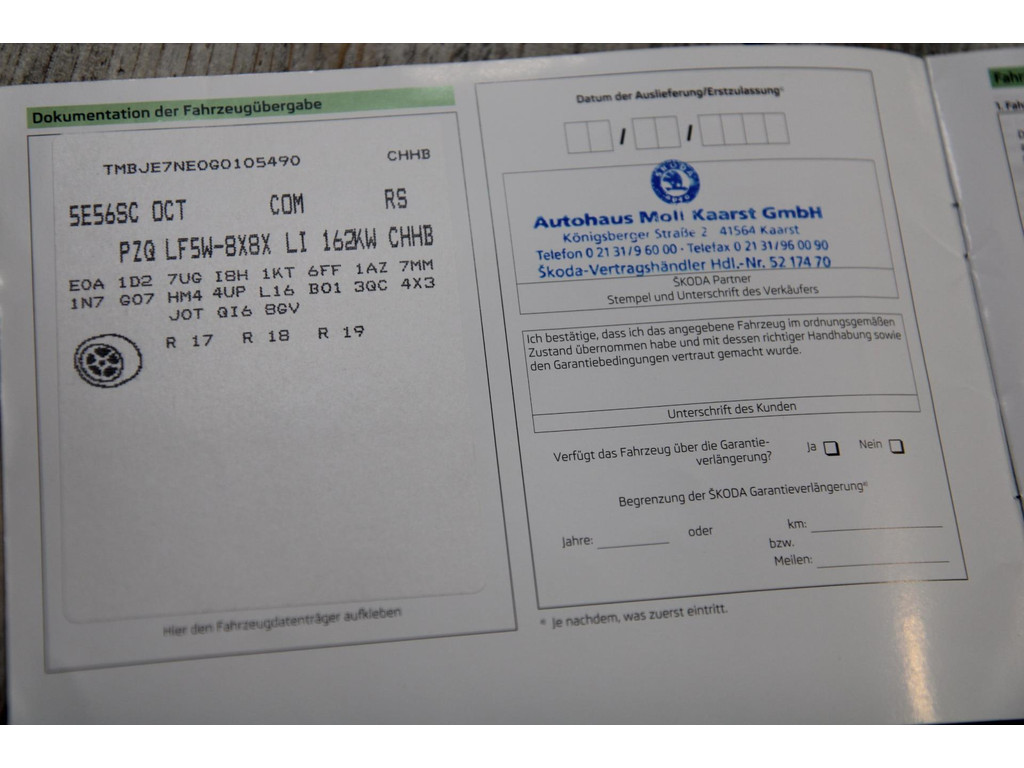 Dokumentation der Fahrzeugübergabe
TMBJE7NE0G0105490 CHHB
5E56SC OCT COM RS
PZQ LF5W-8X8X LI 162KW CHHB
E0A 1D2 7UG I8H 1KT 6FF 1AZ 7MM
1N7 G07 HM4 4UP L16 B01 3QC 4X3
J0T QI6 8GV
R 17 R 18 R 19
Hier den Fahrzeugdatenträger aufkleben
Datum der Auslieferung/Erstzulassung*
/ /
ŠKODA
Autohaus Moll Kaarst GmbH
Königsberger Straße 2 41564 Kaarst
Telefon 0 21 31/9 60 00 · Telefax 0 21 31/96 00 90
Škoda-Vertragshändler Hdl.-Nr. 52 174 70
ŠKODA Partner
Stempel und Unterschrift des Verkäufers
Ich bestätige, dass ich das angegebene Fahrzeug im ordnungsgemäßen
Zustand übernommen habe und mit dessen richtiger Handhabung sowie
den Garantiebedingungen vertraut gemacht wurde.
Unterschrift des Kunden
Verfügt das Fahrzeug über die Garantie-
verlängerung?
Ja Nein
Begrenzung der ŠKODA Garantieverlängerung*
Jahre: oder km:
bzw.
Meilen:
* Je nachdem, was zuerst eintritt.